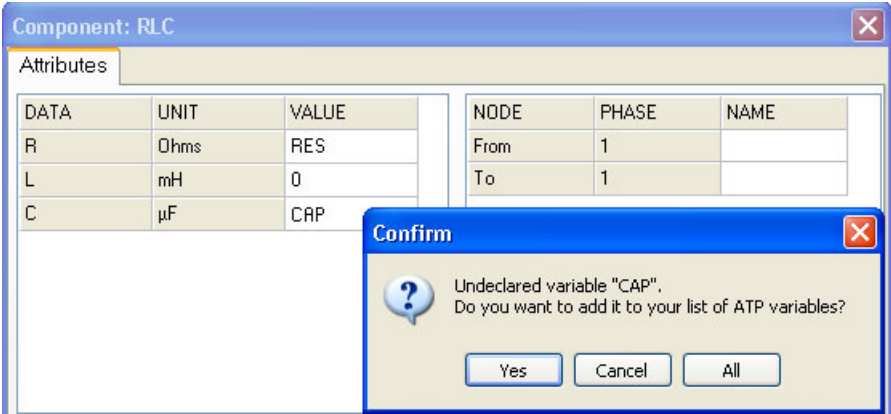 Component: RLC
Attributes
DATA UNIT VALUE
R Ohms RES
L mH 0
C µF CAP
NODE PHASE NAME
From 1
To 1
Confirm
Undeclared variable "CAP".
Do you want to add it to your list of ATP variables?
Yes Cancel All